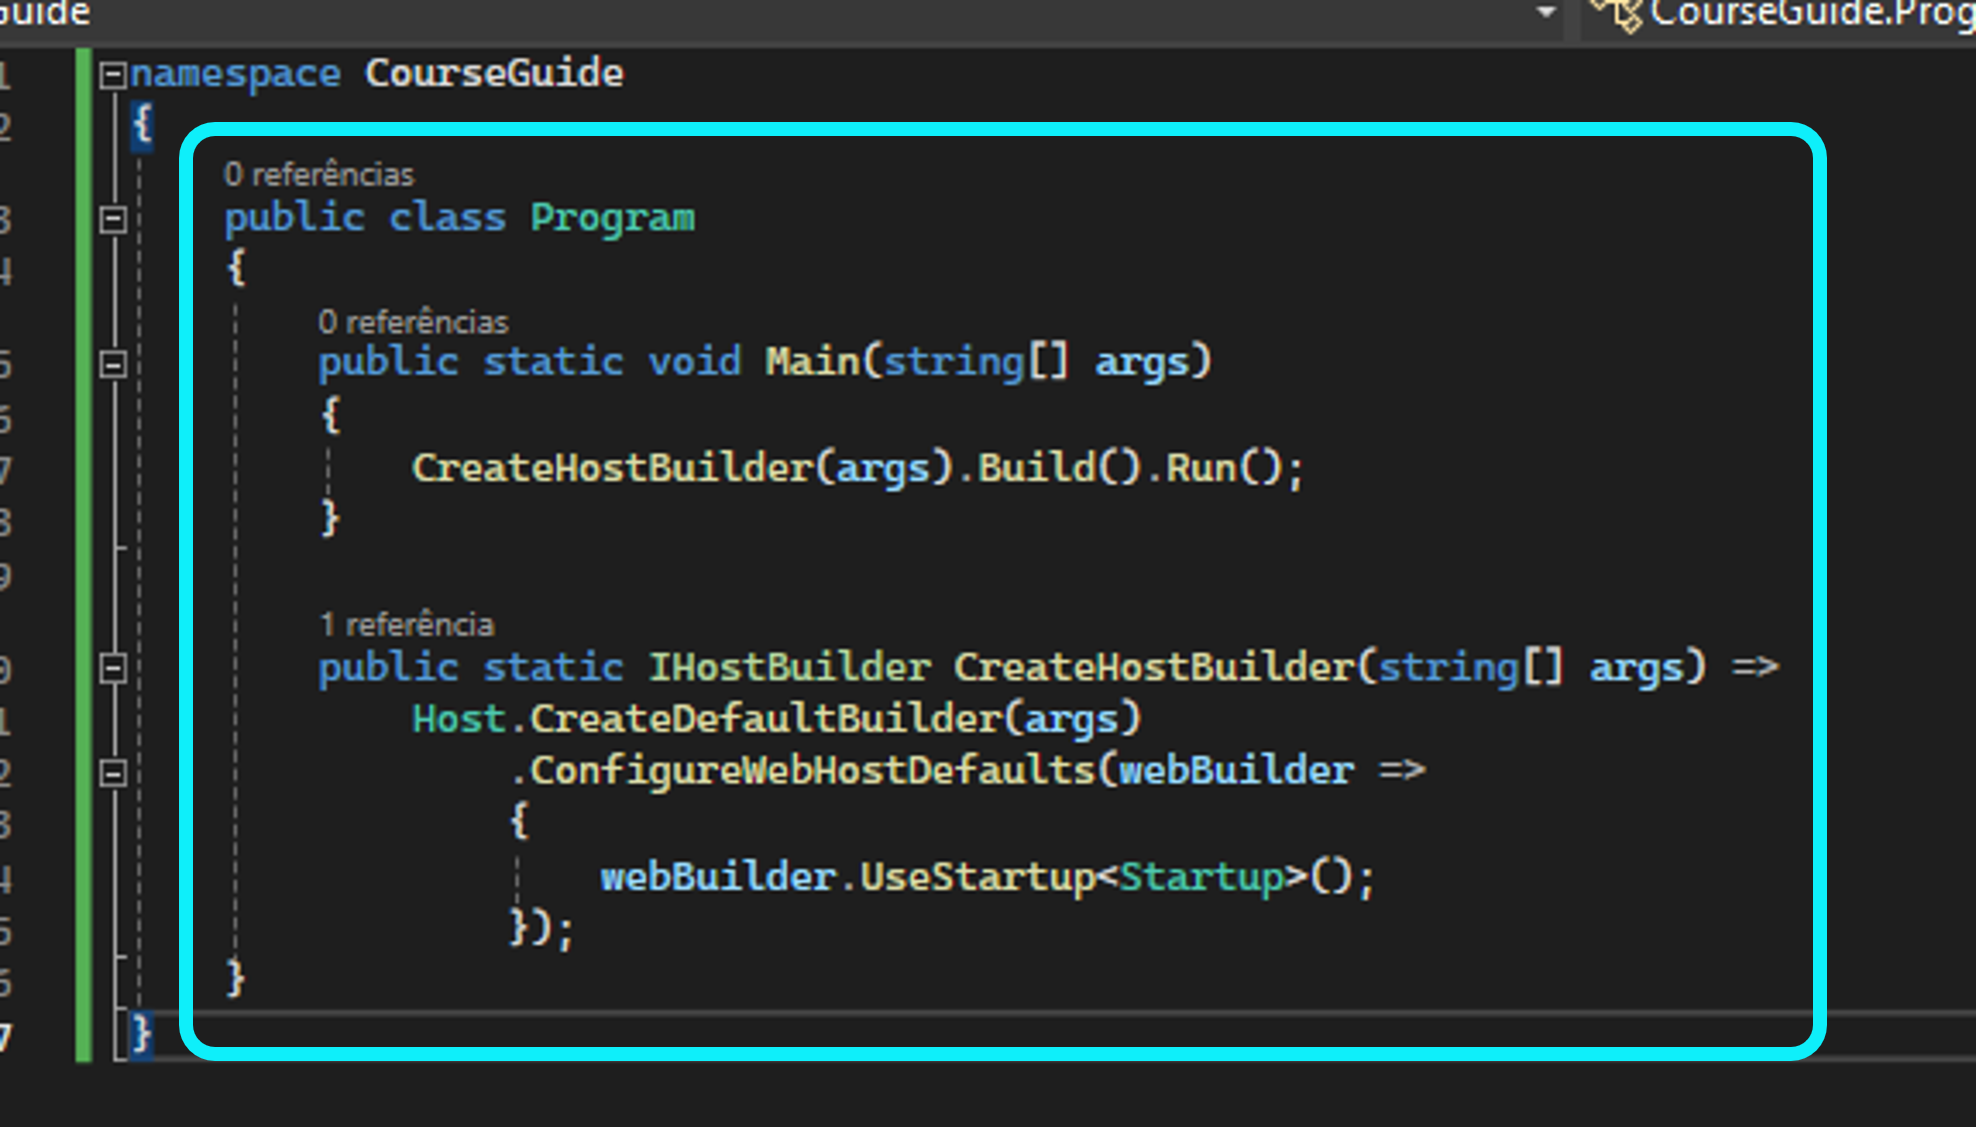 Guide CourseGuide.Prog
1 namespace CourseGuide
2 {
0 referências
3 public class Program
4 {
0 referências
5 public static void Main(string[] args)
6 {
7 CreateHostBuilder(args).Build().Run();
8 }
9
1 referência
0 public static IHostBuilder CreateHostBuilder(string[] args) =>
1 Host.CreateDefaultBuilder(args)
2 .ConfigureWebHostDefaults(webBuilder =>
3 {
4 webBuilder.UseStartup<Startup>();
5 });
6 }
7 }